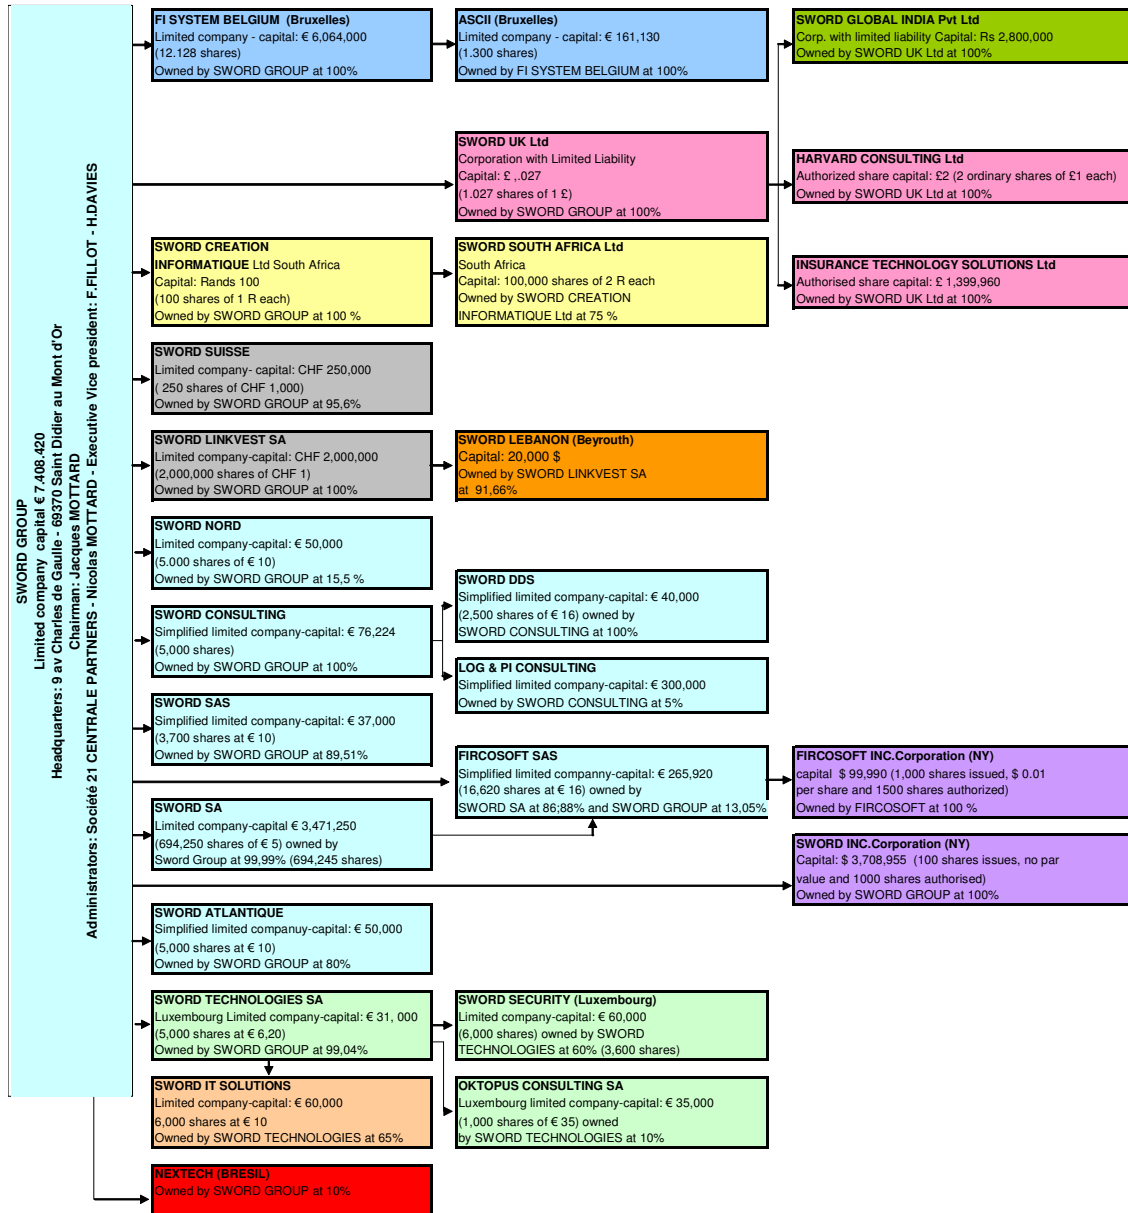 SWORD GROUP
Limited company  capital € 7.408.420
Headquarters: 9 av Charles de Gaulle - 69370 Saint Didier au Mont d'Or
Chairman: Jacques MOTTARD
Administrators: Société 21 CENTRALE PARTNERS - Nicolas MOTTARD - Executive Vice president: F.FILLOT - H.DAVIES
FI SYSTEM BELGIUM  (Bruxelles)
Limited company - capital: € 6,064,000
(12.128 shares)
Owned by SWORD GROUP at 100%
ASCII (Bruxelles)
Limited company - capital: € 161,130
(1.300 shares)
Owned by FI SYSTEM BELGIUM at 100%
SWORD GLOBAL INDIA Pvt Ltd
Corp. with limited liability Capital: Rs 2,800,000
Owned by SWORD UK Ltd at 100%
SWORD UK Ltd
Corporation with Limited Liability
Capital: £ ,.027
(1.027 shares of 1 £)
Owned by SWORD GROUP at 100%
HARVARD CONSULTING Ltd
Authorized share capital: £2 (2 ordinary shares of £1 each)
Owned by SWORD UK Ltd at 100%
SWORD CREATION
INFORMATIQUE Ltd South Africa
Capital: Rands 100
(100 shares of 1 R each)
Owned by SWORD GROUP at 100 %
SWORD SOUTH AFRICA Ltd
South Africa
Capital: 100,000 shares of 2 R each
Owned by SWORD CREATION
INFORMATIQUE Ltd at 75 %
INSURANCE TECHNOLOGY SOLUTIONS Ltd
Authorised share capital: £ 1,399,960
Owned by SWORD UK Ltd at 100%
SWORD SUISSE
Limited company- capital: CHF 250,000
( 250 shares of CHF 1,000)
Owned by SWORD GROUP at 95,6%
SWORD LINKVEST SA
Limited company-capital: CHF 2,000,000
(2,000,000 shares of CHF 1)
Owned by SWORD GROUP at 100%
SWORD LEBANON (Beyrouth)
Capital: 20,000 $
Owned by SWORD LINKVEST SA
at  91,66%
SWORD NORD
Limited company-capital: € 50,000
(5.000 shares of € 10)
Owned by SWORD GROUP at 15,5 %
SWORD CONSULTING
Simplified limited company-capital: € 76,224
(5,000 shares)
Owned by SWORD GROUP at 100%
SWORD DDS
Simplified limited company-capital: € 40,000
(2,500 shares of € 16) owned by
SWORD CONSULTING at 100%
LOG & PI CONSULTING
Simplified limited company-capital: € 300,000
Owned by SWORD CONSULTING at 5%
SWORD SAS
Simplified limited company-capital: € 37,000
(3,700 shares at € 10)
Owned by SWORD GROUP at 89,51%
FIRCOSOFT SAS
Simplified limited companny-capital: € 265,920
(16,620 shares at € 16) owned by
SWORD SA at 86;88% and SWORD GROUP at 13,05%
FIRCOSOFT INC.Corporation (NY)
capital  $ 99,990 (1,000 shares issued, $ 0.01
per share and 1500 shares authorized)
Owned by FIRCOSOFT at 100 %
SWORD SA
Limited company-capital € 3,471,250
(694,250 shares of € 5) owned by
Sword Group at 99,99% (694,245 shares)
SWORD INC.Corporation (NY)
Capital: $ 3,708,955  (100 shares issues, no par
value and 1000 shares authorised)
Owned by SWORD GROUP at 100%
SWORD ATLANTIQUE
Simplified limited companuy-capital: € 50,000
(5,000 shares at € 10)
Owned by SWORD GROUP at 80%
SWORD TECHNOLOGIES SA
Luxembourg Limited company-capital: € 31, 000
(5,000 shares at € 6,20)
Owned by SWORD GROUP at 99,04%
SWORD SECURITY (Luxembourg)
Limited company-capital: € 60,000
(6,000 shares) owned by SWORD
TECHNOLOGIES at 60% (3,600 shares)
SWORD IT SOLUTIONS
Limited company-capital: € 60,000
6,000 shares at € 10
Owned by SWORD TECHNOLOGIES at 65%
OKTOPUS CONSULTING SA
Luxembourg limited company-capital: € 35,000
(1,000 shares of € 35) owned
by SWORD TECHNOLOGIES at 10%
NEXTECH (BRESIL)
Owned by SWORD GROUP at 10%